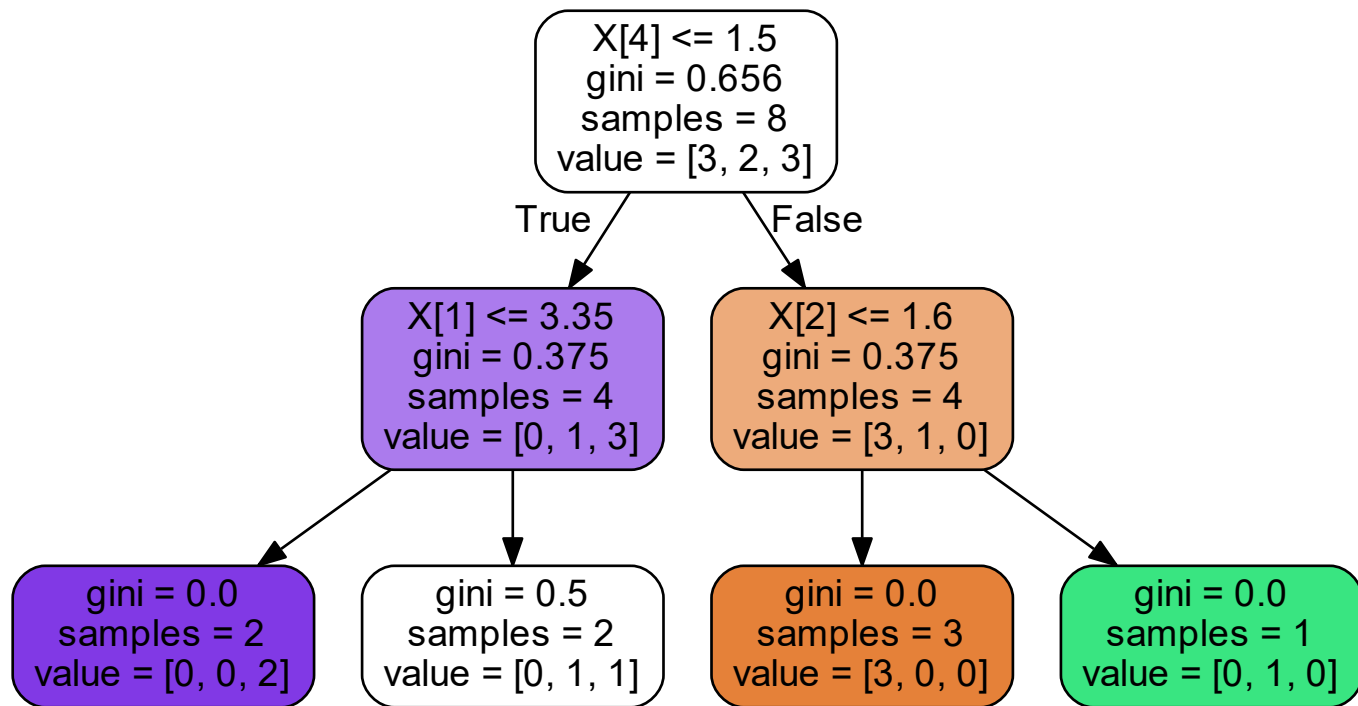 X[4] <= 1.5
gini = 0.656
samples = 8
value = [3, 2, 3]
True
False
X[1] <= 3.35
gini = 0.375
samples = 4
value = [0, 1, 3]
X[2] <= 1.6
gini = 0.375
samples = 4
value = [3, 1, 0]
gini = 0.0
samples = 2
value = [0, 0, 2]
gini = 0.5
samples = 2
value = [0, 1, 1]
gini = 0.0
samples = 3
value = [3, 0, 0]
gini = 0.0
samples = 1
value = [0, 1, 0]